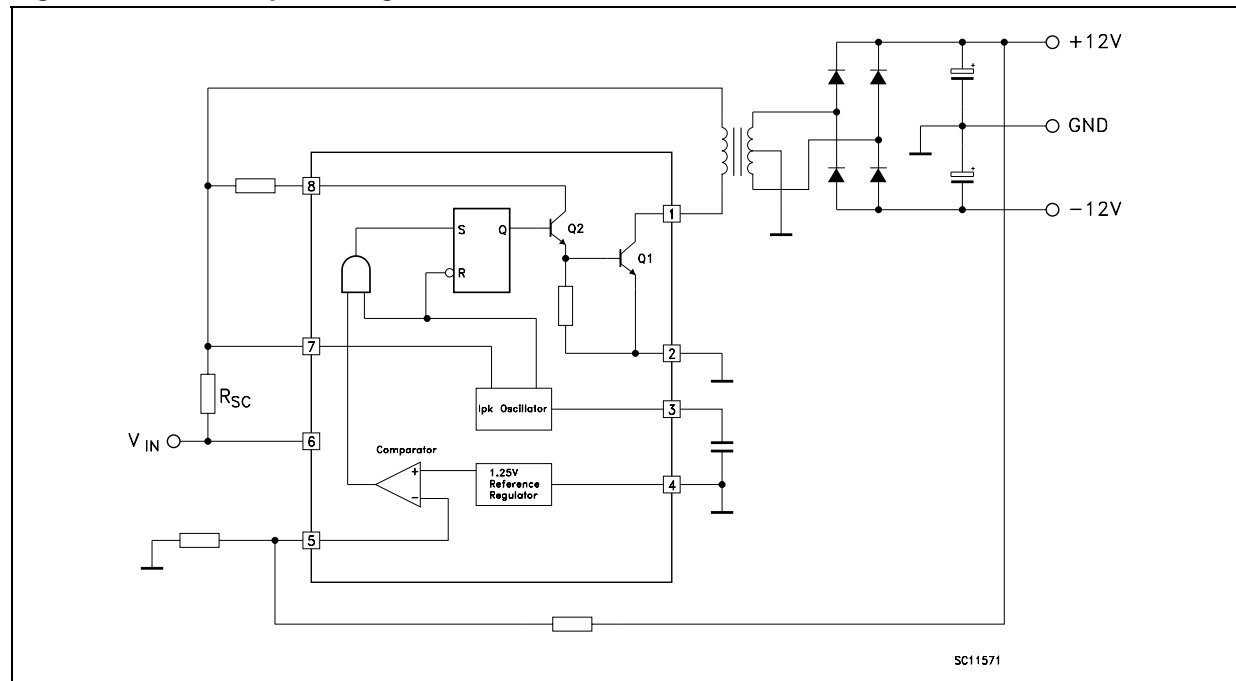 +12V
GND
8
1
S
Q
Q2
-12V
Q1
R
7
2
RSC
Ipk Oscillator
3
VIN
6
Comparator
+
-
1.25V
Reference
Regulator
4
5
SC11571